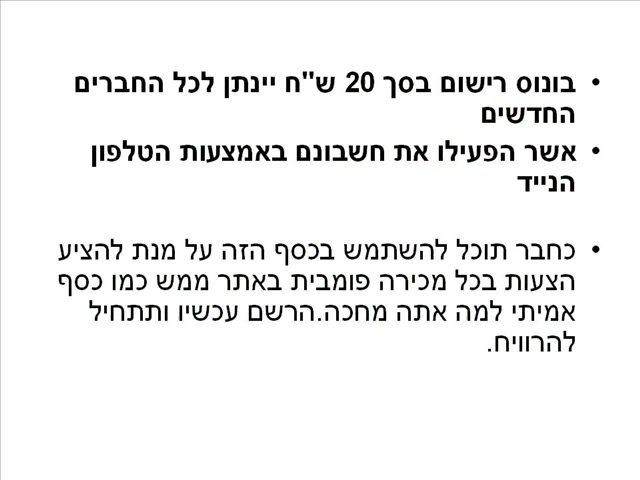 • בונוס רישום בסך 20 ש"ח יינתן לכל החברים
החדשים
• אשר הפעילו את חשבונם באמצעות הטלפון
הנייד
• כחבר תוכל להשתמש בכסף הזה על מנת להציע
הצעות בכל מכירה פומבית באתר ממש כמו כסף
אמיתי למה אתה מחכה.הרשם עכשיו ותתחיל
להרוויח.